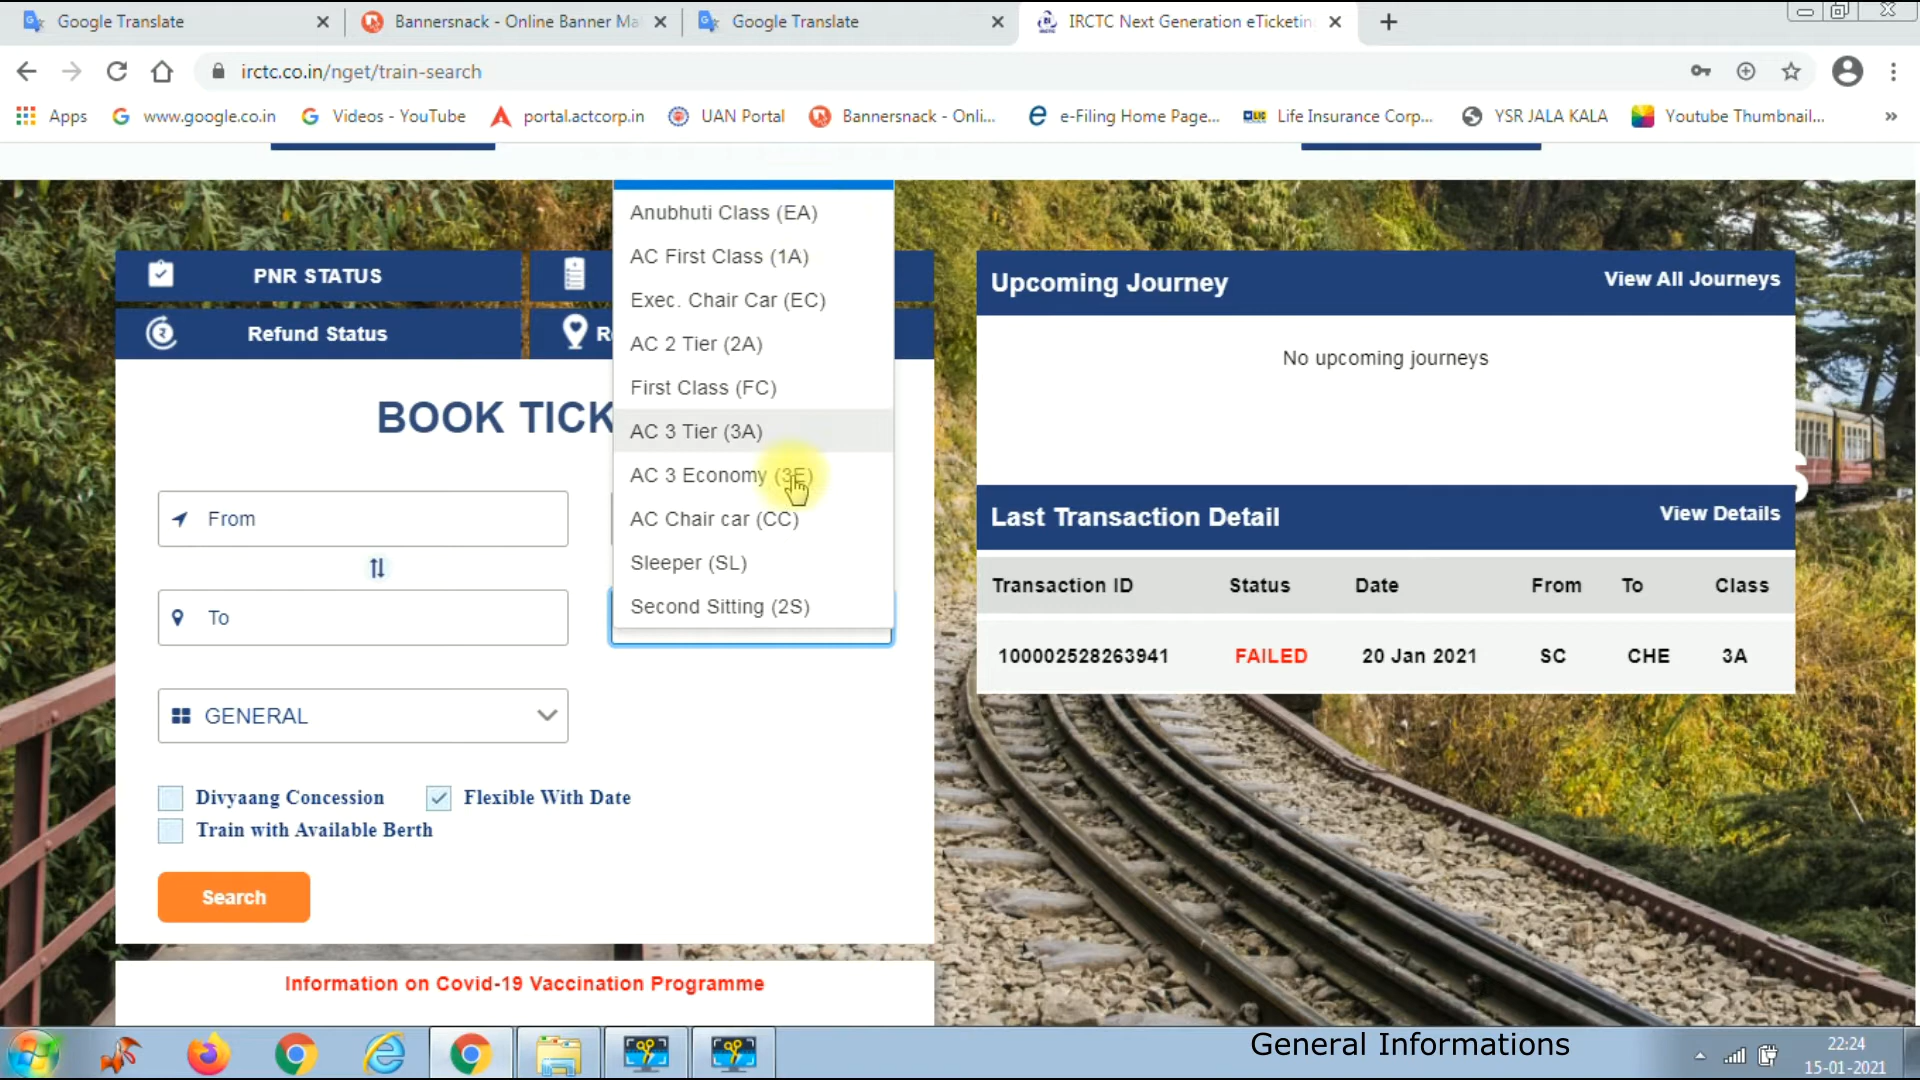 Google Translate
Bannersnack - Online Banner Ma
Google Translate
IRCTC Next Generation eTicketin
irctc.co.in/nget/train-search
Apps
www.google.co.in
Videos - YouTube
portal.actcorp.in
UAN Portal
Bannersnack - Onli...
e-Filing Home Page...
Life Insurance Corp...
YSR JALA KALA
Youtube Thumbnail...
»
PNR STATUS
Refund Status
BOOK TICK
From
To
GENERAL
Divyaang Concession
Flexible With Date
Train with Available Berth
Search
Information on Covid-19 Vaccination Programme
Anubhuti Class (EA)
AC First Class (1A)
Exec. Chair Car (EC)
AC 2 Tier (2A)
First Class (FC)
AC 3 Tier (3A)
AC 3 Economy (3E)
AC Chair car (CC)
Sleeper (SL)
Second Sitting (2S)
Upcoming Journey
View All Journeys
No upcoming journeys
Last Transaction Detail
View Details
Transaction ID Status Date From To Class
100002528263941 FAILED 20 Jan 2021 SC CHE 3A
General Informations
22:24
15-01-2021